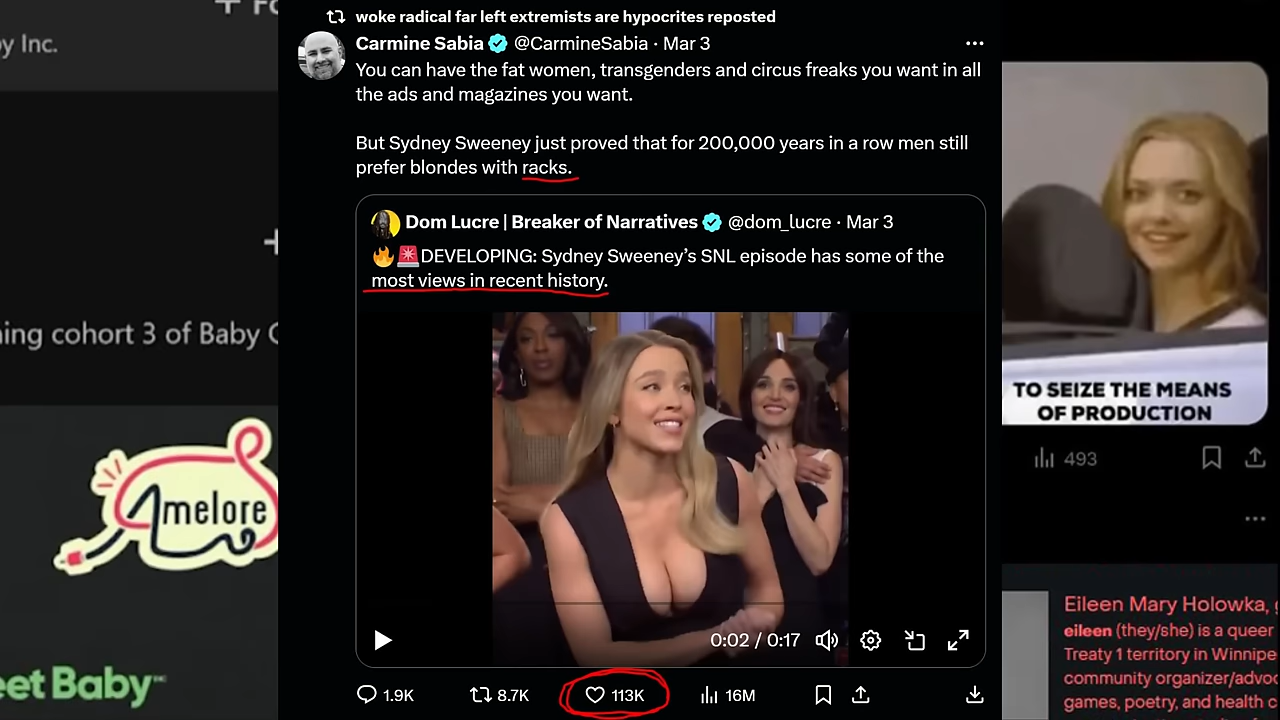 y Inc.
ning cohort 3 of Baby
melore
eet Baby
woke radical far left extremists are hypocrites reposted
Carmine Sabia @CarmineSabia · Mar 3
You can have the fat women, transgenders and circus freaks you want in all
the ads and magazines you want.
But Sydney Sweeney just proved that for 200,000 years in a row men still
prefer blondes with racks.
Dom Lucre | Breaker of Narratives @dom_lucre · Mar 3
🔥🚨DEVELOPING: Sydney Sweeney's SNL episode has some of the
most views in recent history.
0:02 / 0:17
1.9K 8.7K 113K 16M
TO SEIZE THE MEANS
OF PRODUCTION
493
Eileen Mary Holowka,
eileen (they/she) is a queer
Treaty 1 territory in Winnipe
community organizer/advoc
games, poetry, and health c